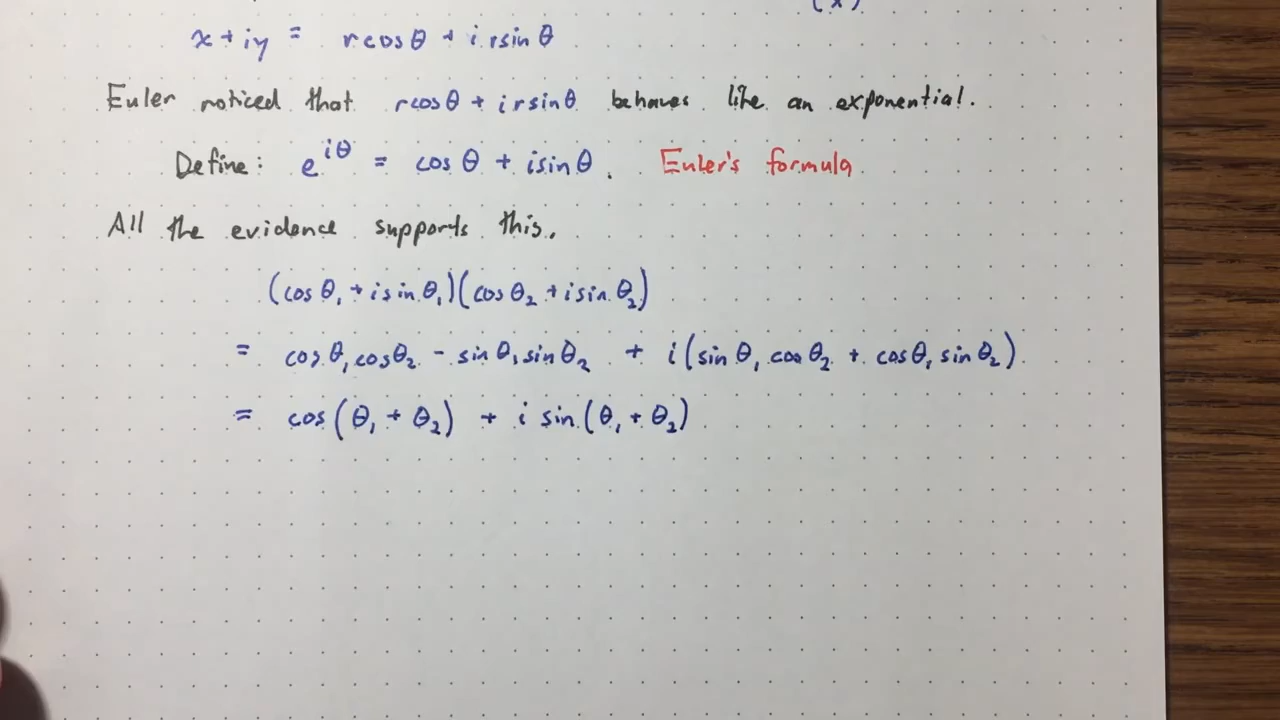 (x)
x + iy = r cos θ + i r sin θ
Euler noticed that r cos θ + i r sin θ behaves like an exponential.
Define: e^{iθ} = cos θ + i sin θ. Euler's formula
All the evidence supports this.
(cos θ₁ + i sin θ₁)(cos θ₂ + i sin θ₂)
= cos θ₁ cos θ₂ - sin θ₁ sin θ₂ + i(sin θ₁ cos θ₂ + cos θ₁ sin θ₂)
= cos(θ₁ + θ₂) + i sin(θ₁ + θ₂)